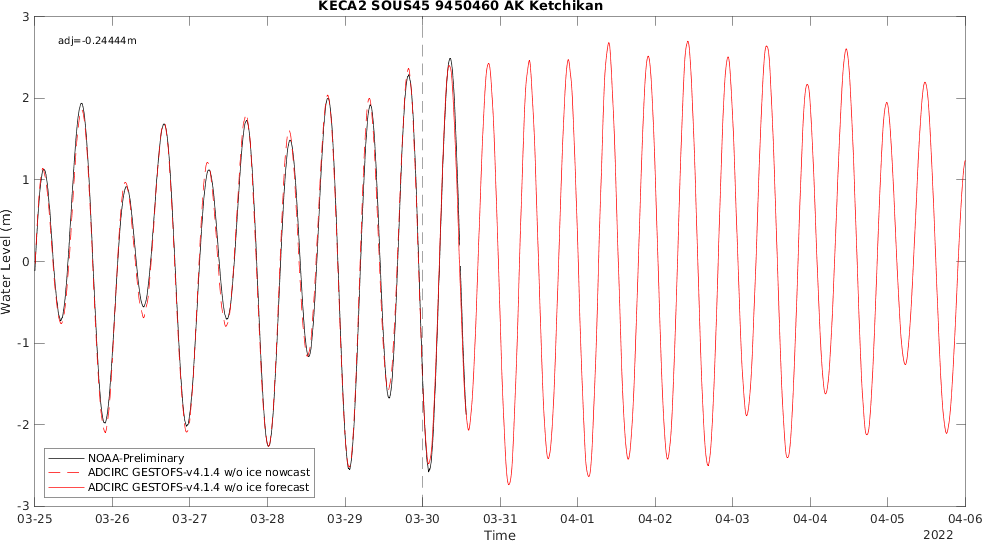 KECA2 SOUS45 9450460 AK Ketchikan
adj=-0.24444m
3
2
1
0
-1
-2
-3
Water Level (m)
NOAA-Preliminary
ADCIRC GESTOFS-v4.1.4 w/o ice nowcast
ADCIRC GESTOFS-v4.1.4 w/o ice forecast
03-25 03-26 03-27 03-28 03-29 03-30 03-31 04-01 04-02 04-03 04-04 04-05 04-06
Time
2022